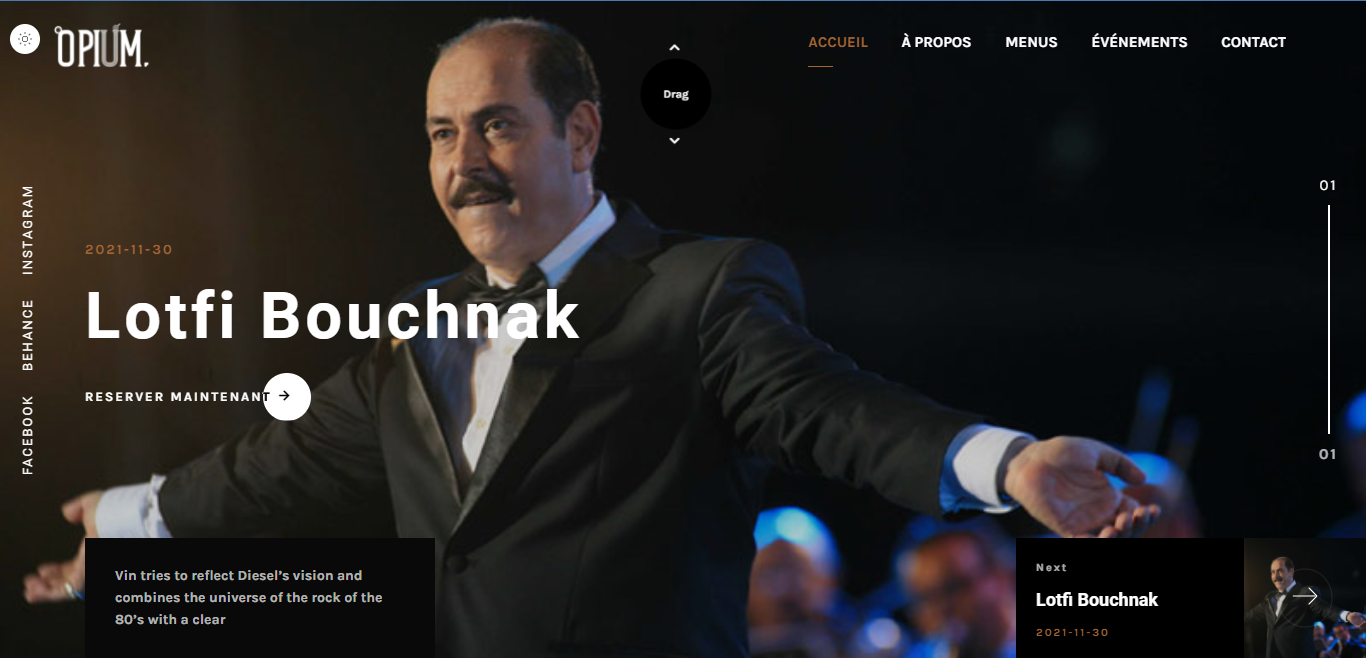 OPIUM.
ACCUEIL
À PROPOS
MENUS
ÉVÉNEMENTS
CONTACT
Drag
INSTAGRAM
BEHANCE
FACEBOOK
2021-11-30
Lotfi Bouchnak
RESERVER MAINTENANT
01
01
Vin tries to reflect Diesel’s vision and
combines the universe of the rock of the
80’s with a clear
Next
Lotfi Bouchnak
2021-11-30